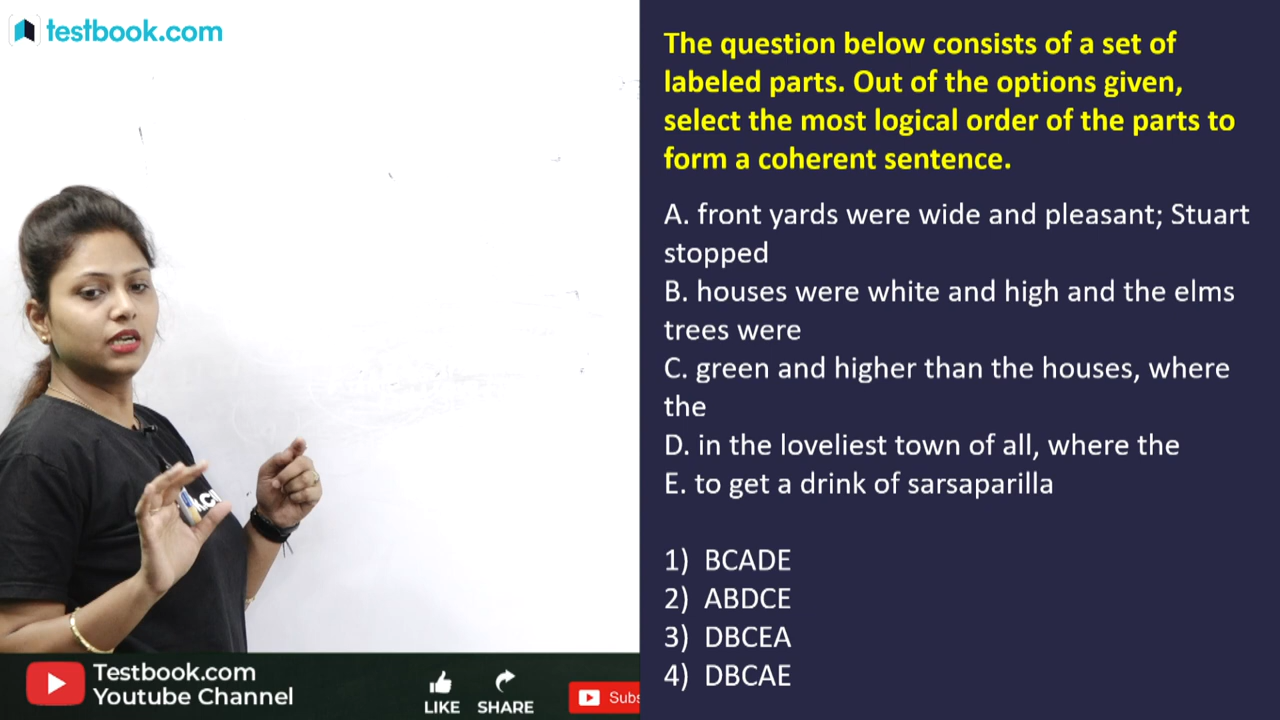 testbook.com
The question below consists of a set of
labeled parts. Out of the options given,
select the most logical order of the parts to
form a coherent sentence.
A. front yards were wide and pleasant; Stuart
stopped
B. houses were white and high and the elms
trees were
C. green and higher than the houses, where
the
D. in the loveliest town of all, where the
E. to get a drink of sarsaparilla
1) BCADE
2) ABDCE
3) DBCEA
4) DBCAE
Testbook.com
Youtube Channel
LIKE
SHARE